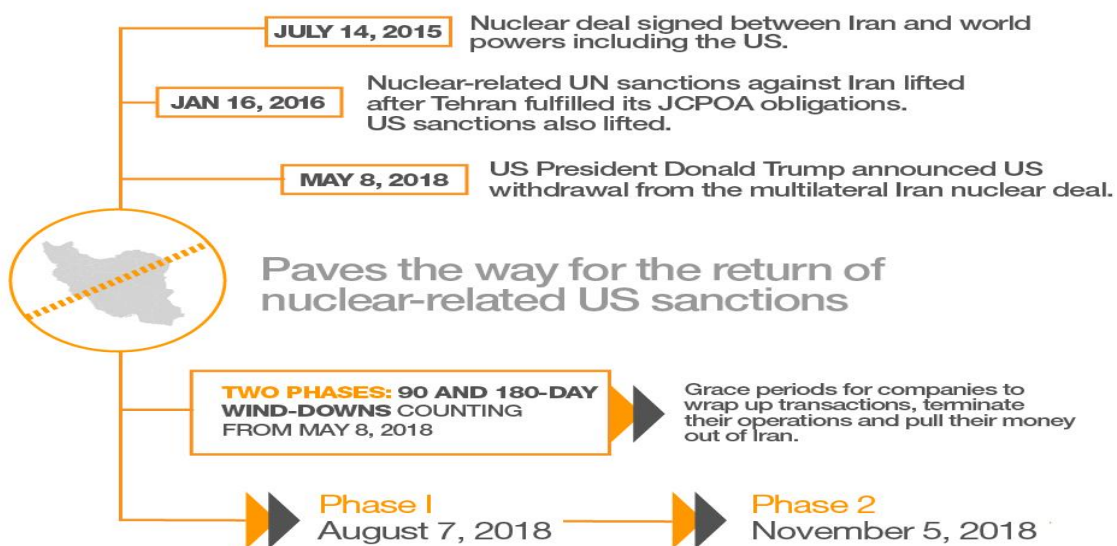 JULY 14, 2015
Nuclear deal signed between Iran and world
powers including the US.
JAN 16, 2016
Nuclear-related UN sanctions against Iran lifted
after Tehran fulfilled its JCPOA obligations.
US sanctions also lifted.
MAY 8, 2018
US President Donald Trump announced US
withdrawal from the multilateral Iran nuclear deal.
Paves the way for the return of
nuclear-related US sanctions
TWO PHASES: 90 AND 180-DAY
WIND-DOWNS COUNTING
FROM MAY 8, 2018
Grace periods for companies to
wrap up transactions, terminate
their operations and pull their money
out of Iran.
Phase I
August 7, 2018
Phase 2
November 5, 2018